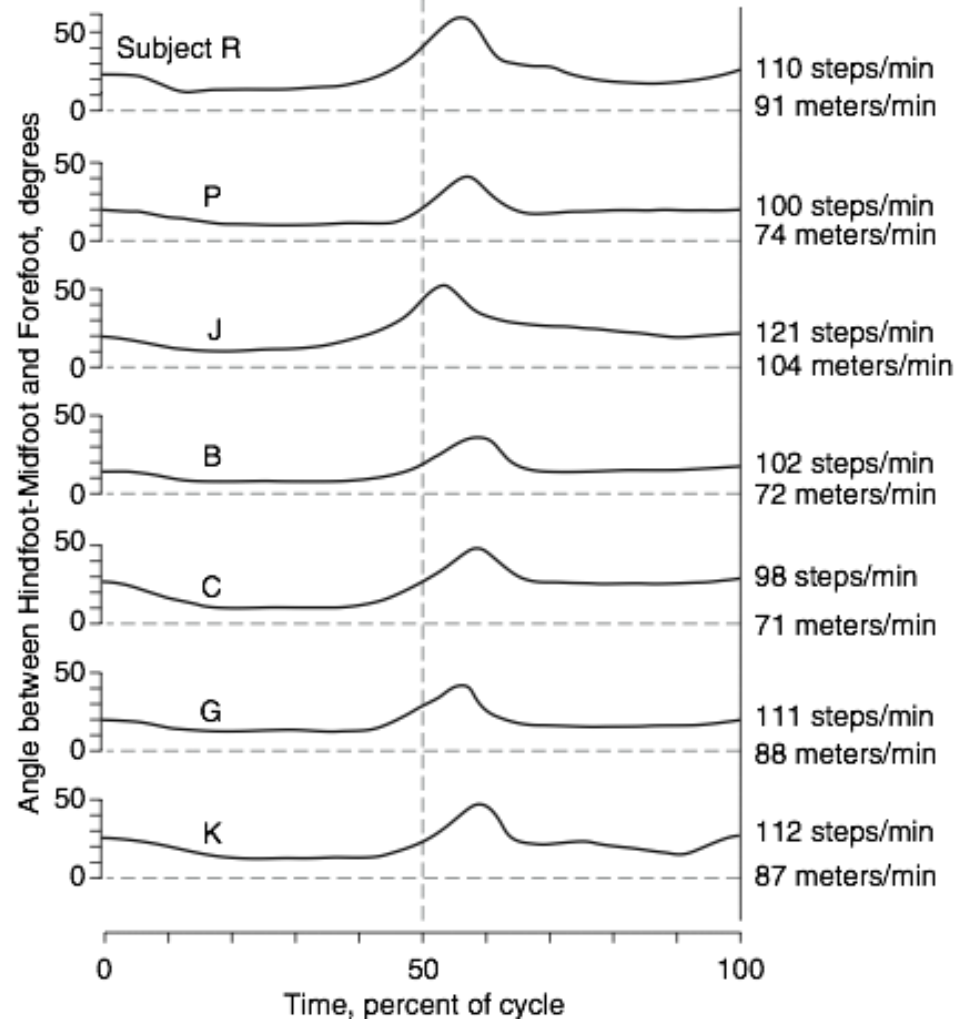 Angle between Hindfoot-Midfoot and Forefoot, degrees
50
Subject R
0
110 steps/min
91 meters/min
50
P
0
100 steps/min
74 meters/min
50
J
0
121 steps/min
104 meters/min
50
B
0
102 steps/min
72 meters/min
50
C
0
98 steps/min
71 meters/min
50
G
0
111 steps/min
88 meters/min
50
K
0
112 steps/min
87 meters/min
0 50 100
Time, percent of cycle